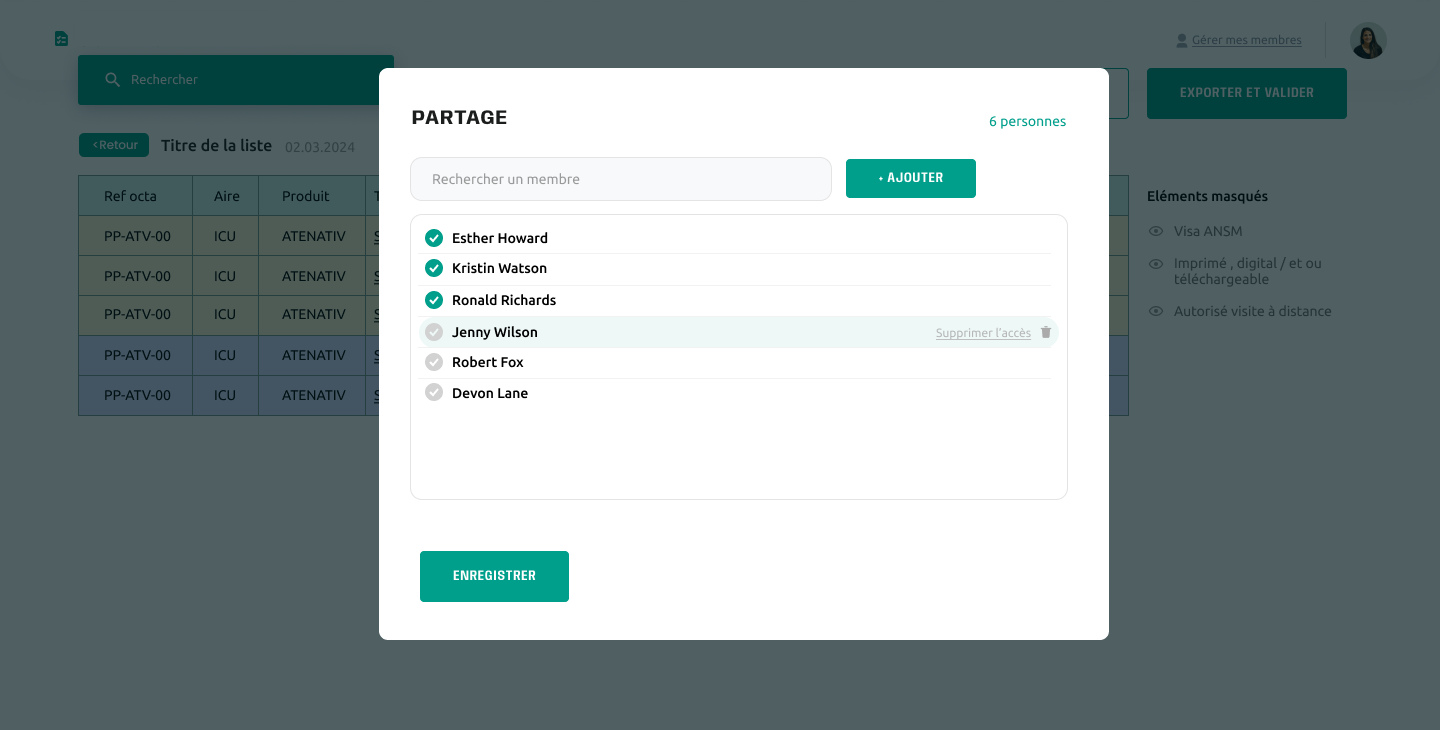 Gérer mes membres
Rechercher
EXPORTER ET VALIDER
PARTAGE
6 personnes
<Retour
Titre de la liste
02.03.2024
Rechercher un membre
+ AJOUTER
Ref octa Aire Produit
PP-ATV-00 ICU ATENATIV
PP-ATV-00 ICU ATENATIV
PP-ATV-00 ICU ATENATIV
PP-ATV-00 ICU ATENATIV
PP-ATV-00 ICU ATENATIV
Esther Howard
Kristin Watson
Ronald Richards
Jenny Wilson
Supprimer l'accès
Robert Fox
Devon Lane
Eléments masqués
Visa ANSM
Imprimé , digital / et ou
téléchargeable
Autorisé visite à distance
ENREGISTRER